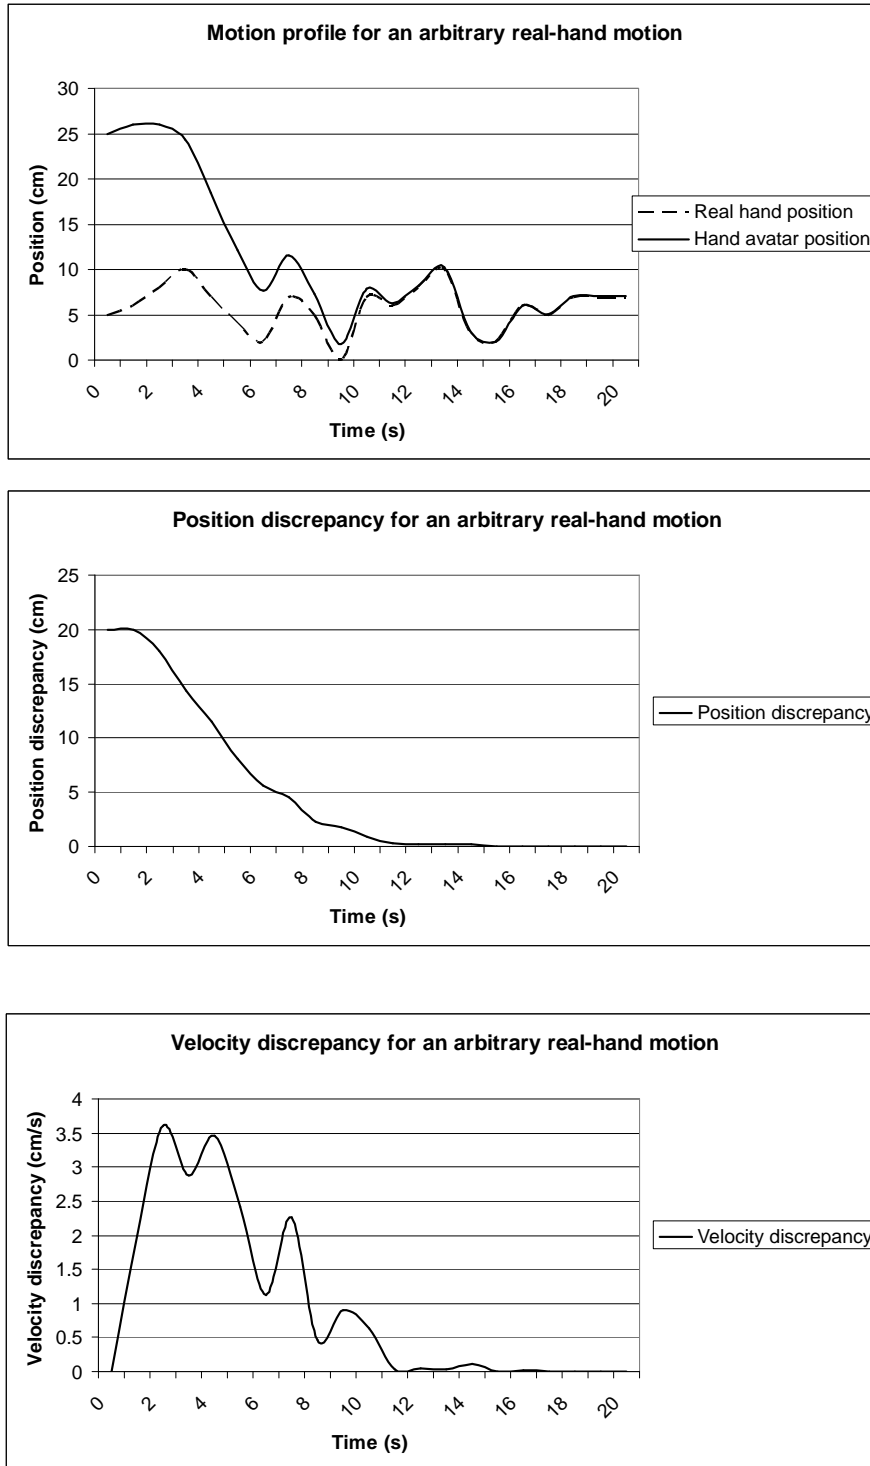 Motion profile for an arbitrary real-hand motion
30
25
20
15
10
5
0
Position (cm)
0 2 4 6 8 10 12 14 16 18 20
Time (s)
Real hand position
Hand avatar position
Position discrepancy for an arbitrary real-hand motion
25
20
15
10
5
0
Position discrepancy (cm)
0 2 4 6 8 10 12 14 16 18 20
Time (s)
Position discrepancy
Velocity discrepancy for an arbitrary real-hand motion
4
3.5
3
2.5
2
1.5
1
0.5
0
Velocity discrepancy (cm/s)
0 2 4 6 8 10 12 14 16 18 20
Time (s)
Velocity discrepancy